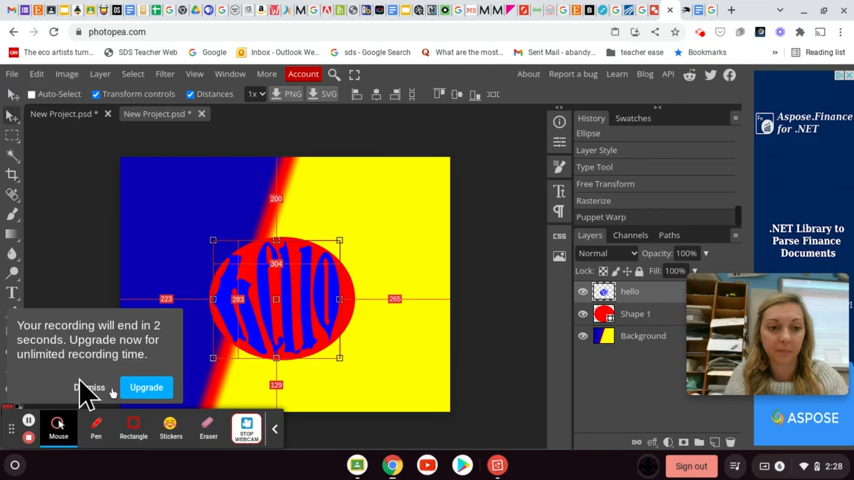 photopea.com
The eco artists turn...
SDS Teacher Web
Google
Inbox - Outlook We...
sds - Google Search
Q What are the most...
Sent Mail - abandy...
teacher ease
Bookmarks
»
Reading list
File Edit Image Layer Select Filter View Window More Account
About Report a bug Learn Blog API
Auto-Select Transform controls Distances 1x PNG SVG
New Project.psd *
New Project.psd *
History Swatches
Ellipse
Layer Style
Type Tool
Free Transform
Rasterize
Puppet Warp
Layers Channels Paths
Normal Opacity: 100%
Lock: Fill: 100%
hello
Shape 1
Background
CSS
200
304
223
283
265
129
HEllO
Your recording will end in 2
seconds. Upgrade now for
unlimited recording time.
Upgrade
Mouse
Pen
Rectangle
Stickers
Eraser
STOP
WEBCAM
Aspose.Finance
for .NET
.NET Library to
Parse Finance
Documents
ASPOSE
Sign out
6
2:28